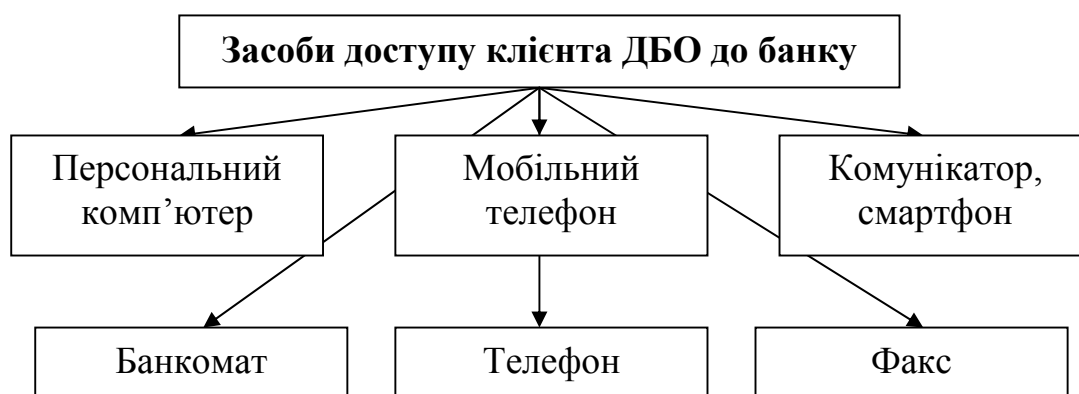 Засоби доступу клієнта ДБО до банку
Персональний
комп’ютер
Мобільний
телефон
Комунікатор,
смартфон
Банкомат
Телефон
Факс